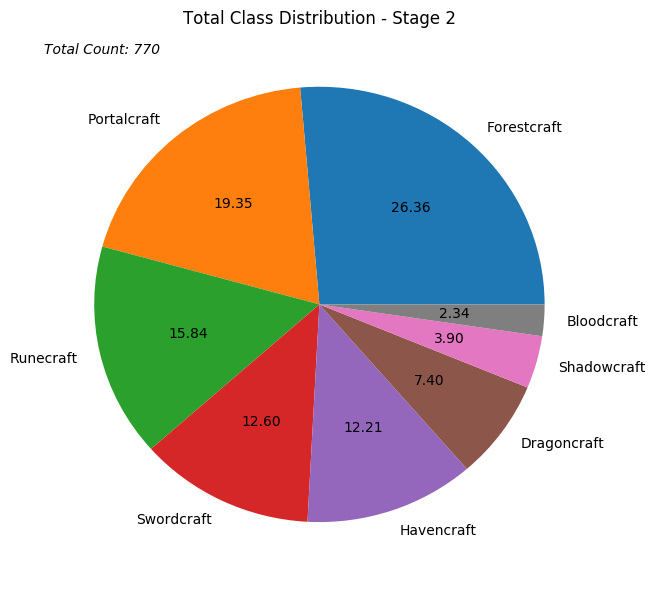 Total Class Distribution - Stage 2
Total Count: 770
Forestcraft
26.36
Portalcraft
19.35
Runecraft
15.84
Swordcraft
12.60
Havencraft
12.21
Dragoncraft
7.40
Shadowcraft
3.90
Bloodcraft
2.34